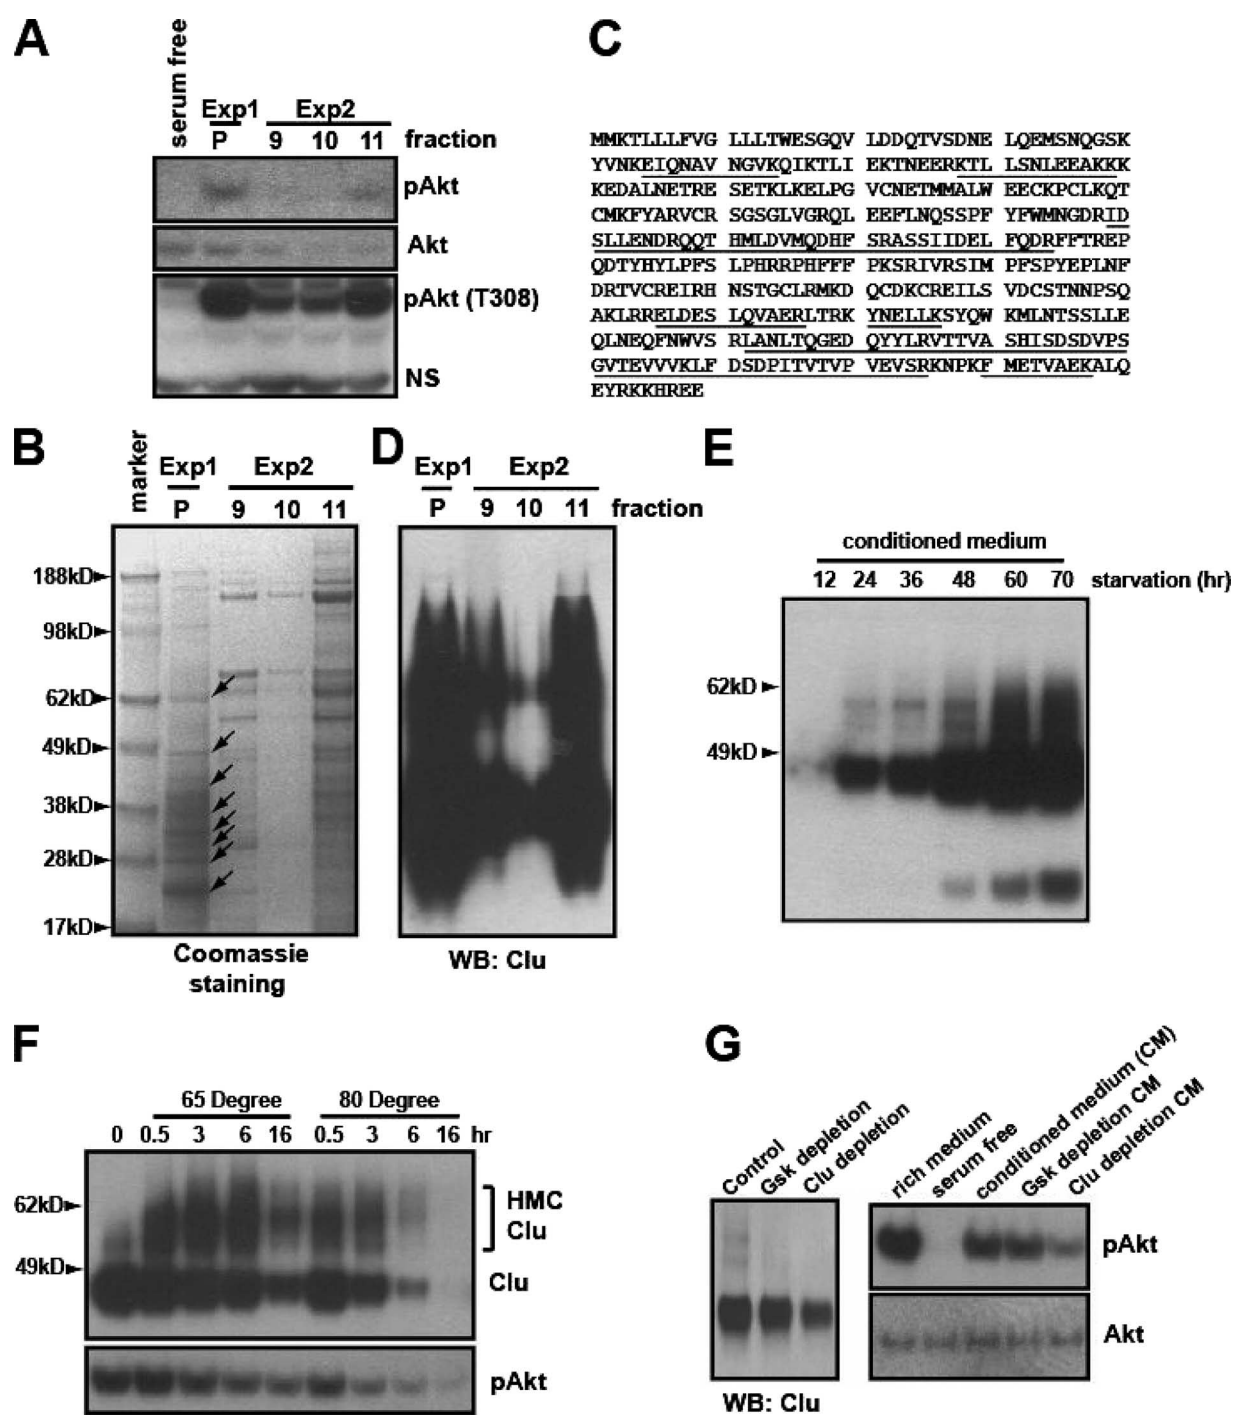 A
serum free
Exp1 Exp2
P 9 10 11 fraction
pAkt
Akt
pAkt (T308)
NS
C
MMKTLLLFVG LLLTWESGQV LDDQTVSDNE LQEMSNQGSK
YVNKEIQNAV NGVKQIKTLI EKTNEERKTL LSNLEEAKKK
KEDALNETRE SETKLKELPG VCNETMMALW EECKPCLKQT
CMKFYARVCR SGSGLVGRQL EEFLNQSSPF YFWMNGDRID
SLLENDRQQT HMLDVMQDHF SRASSIIDEL FQDRFFTREP
QDTYHYLPFS LPHRRPHFFF PKSRIVRSIM PFSPYEPLNF
DRTVCREIRH NSTGCLRMKD QCDKCREILS VDCSTNNPSQ
AKLRRELDES LQVAERLTRK YNELLKSYQW KMLNTSSLLE
QLNEQFNWVS RLANLTQGED QYYLRVTTVA SHISDSDVPS
GVTEVVVKLF DSDPITVTVP VEVSRKNPKF METVAEKALQ
EYRKKHREE
B
marker
Exp1 Exp2
P 9 10 11
188kD
98kD
62kD
49kD
38kD
28kD
17kD
Coomassie
staining
D
Exp1 Exp2
P 9 10 11 fraction
WB: Clu
E
conditioned medium
12 24 36 48 60 70 starvation (hr)
62kD
49kD
F
65 Degree 80 Degree
0 0.5 3 6 16 0.5 3 6 16 hr
62kD
49kD
HMC
Clu
Clu
pAkt
G
Control
Gsk depletion
Clu depletion
WB: Clu
rich medium
serum free
conditioned medium (CM)
Gsk depletion CM
Clu depletion CM
pAkt
Akt